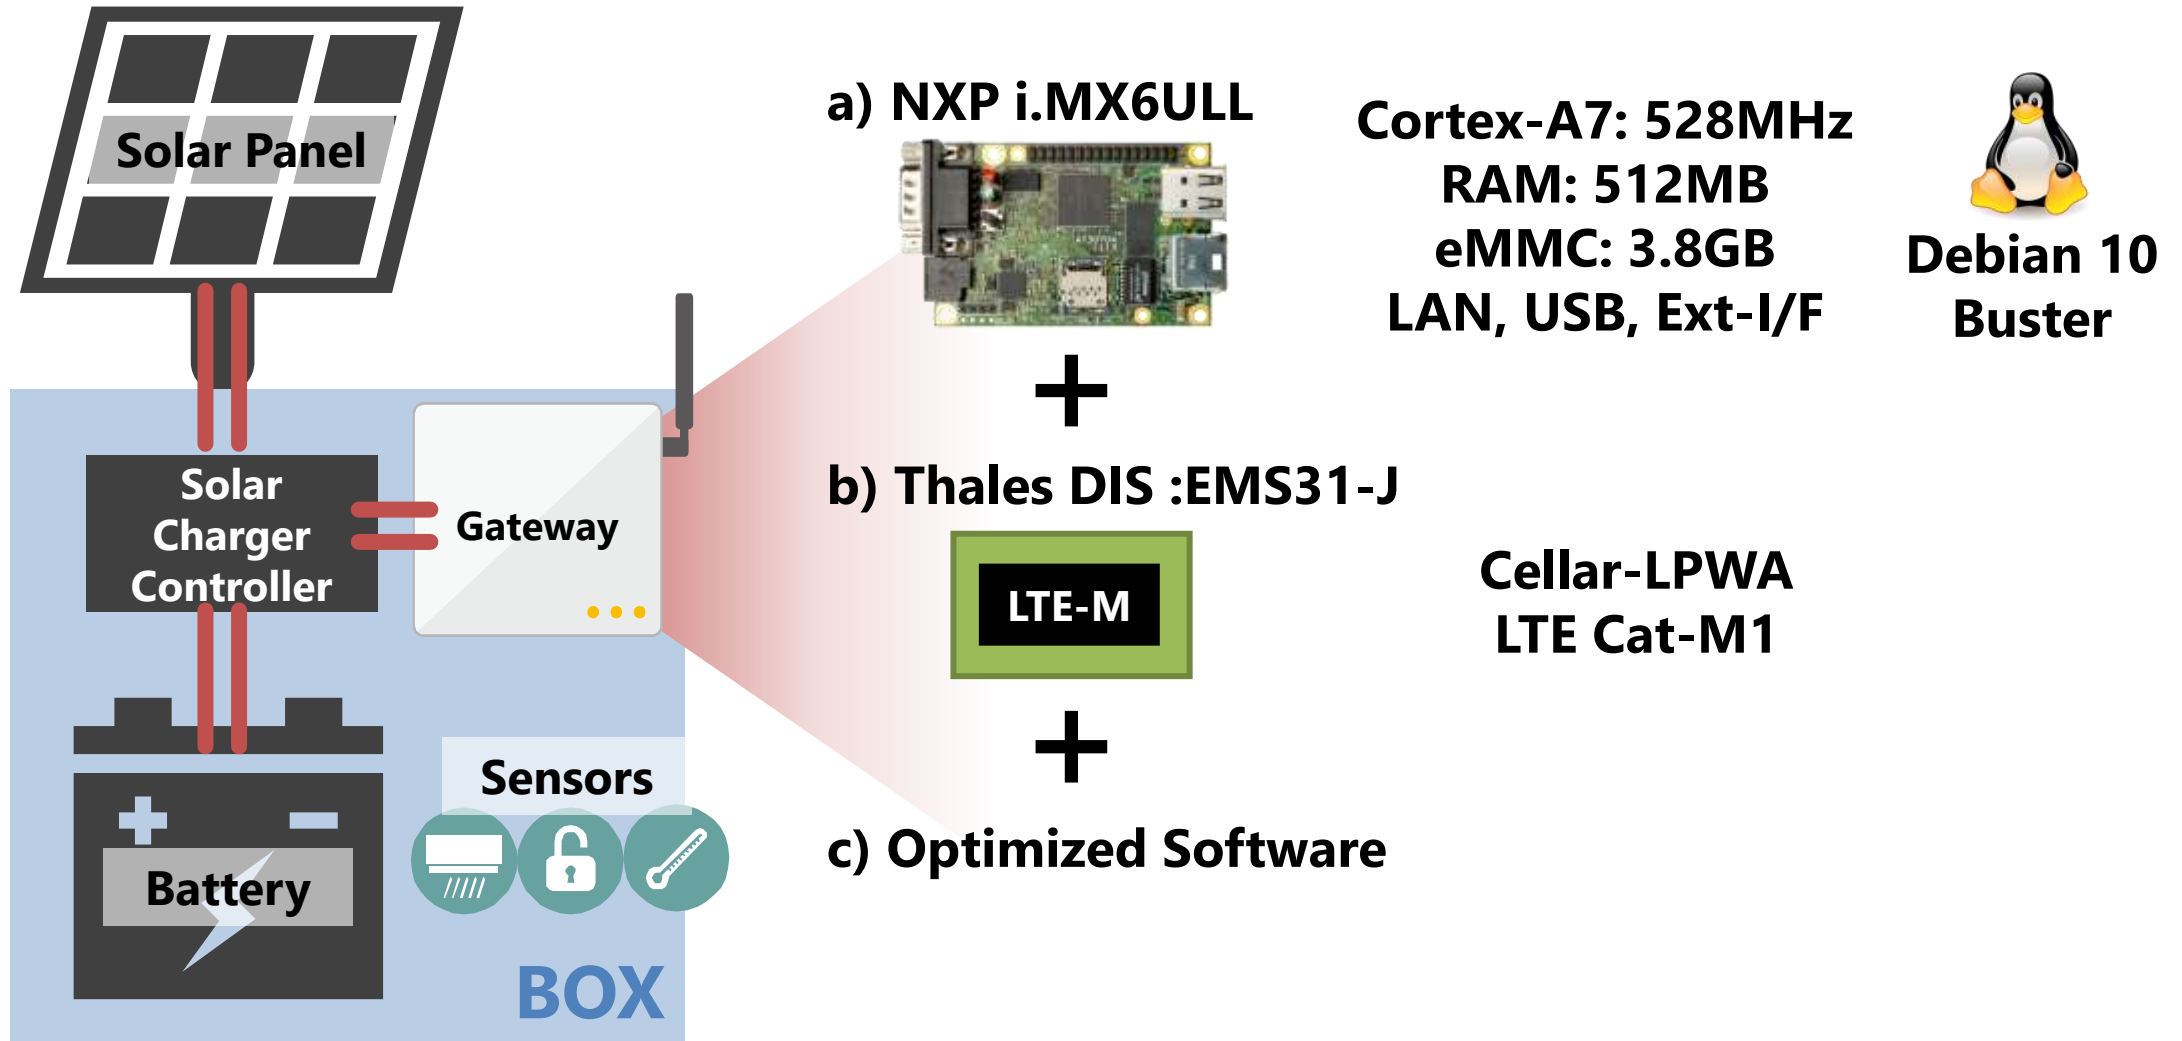 Solar Panel
Solar
Charger
Controller
Gateway
Battery
Sensors
BOX
a) NXP i.MX6ULL
Cortex-A7: 528MHz
RAM: 512MB
eMMC: 3.8GB
LAN, USB, Ext-I/F
Debian 10
Buster
+
b) Thales DIS :EMS31-J
LTE-M
Cellar-LPWA
LTE Cat-M1
+
c) Optimized Software